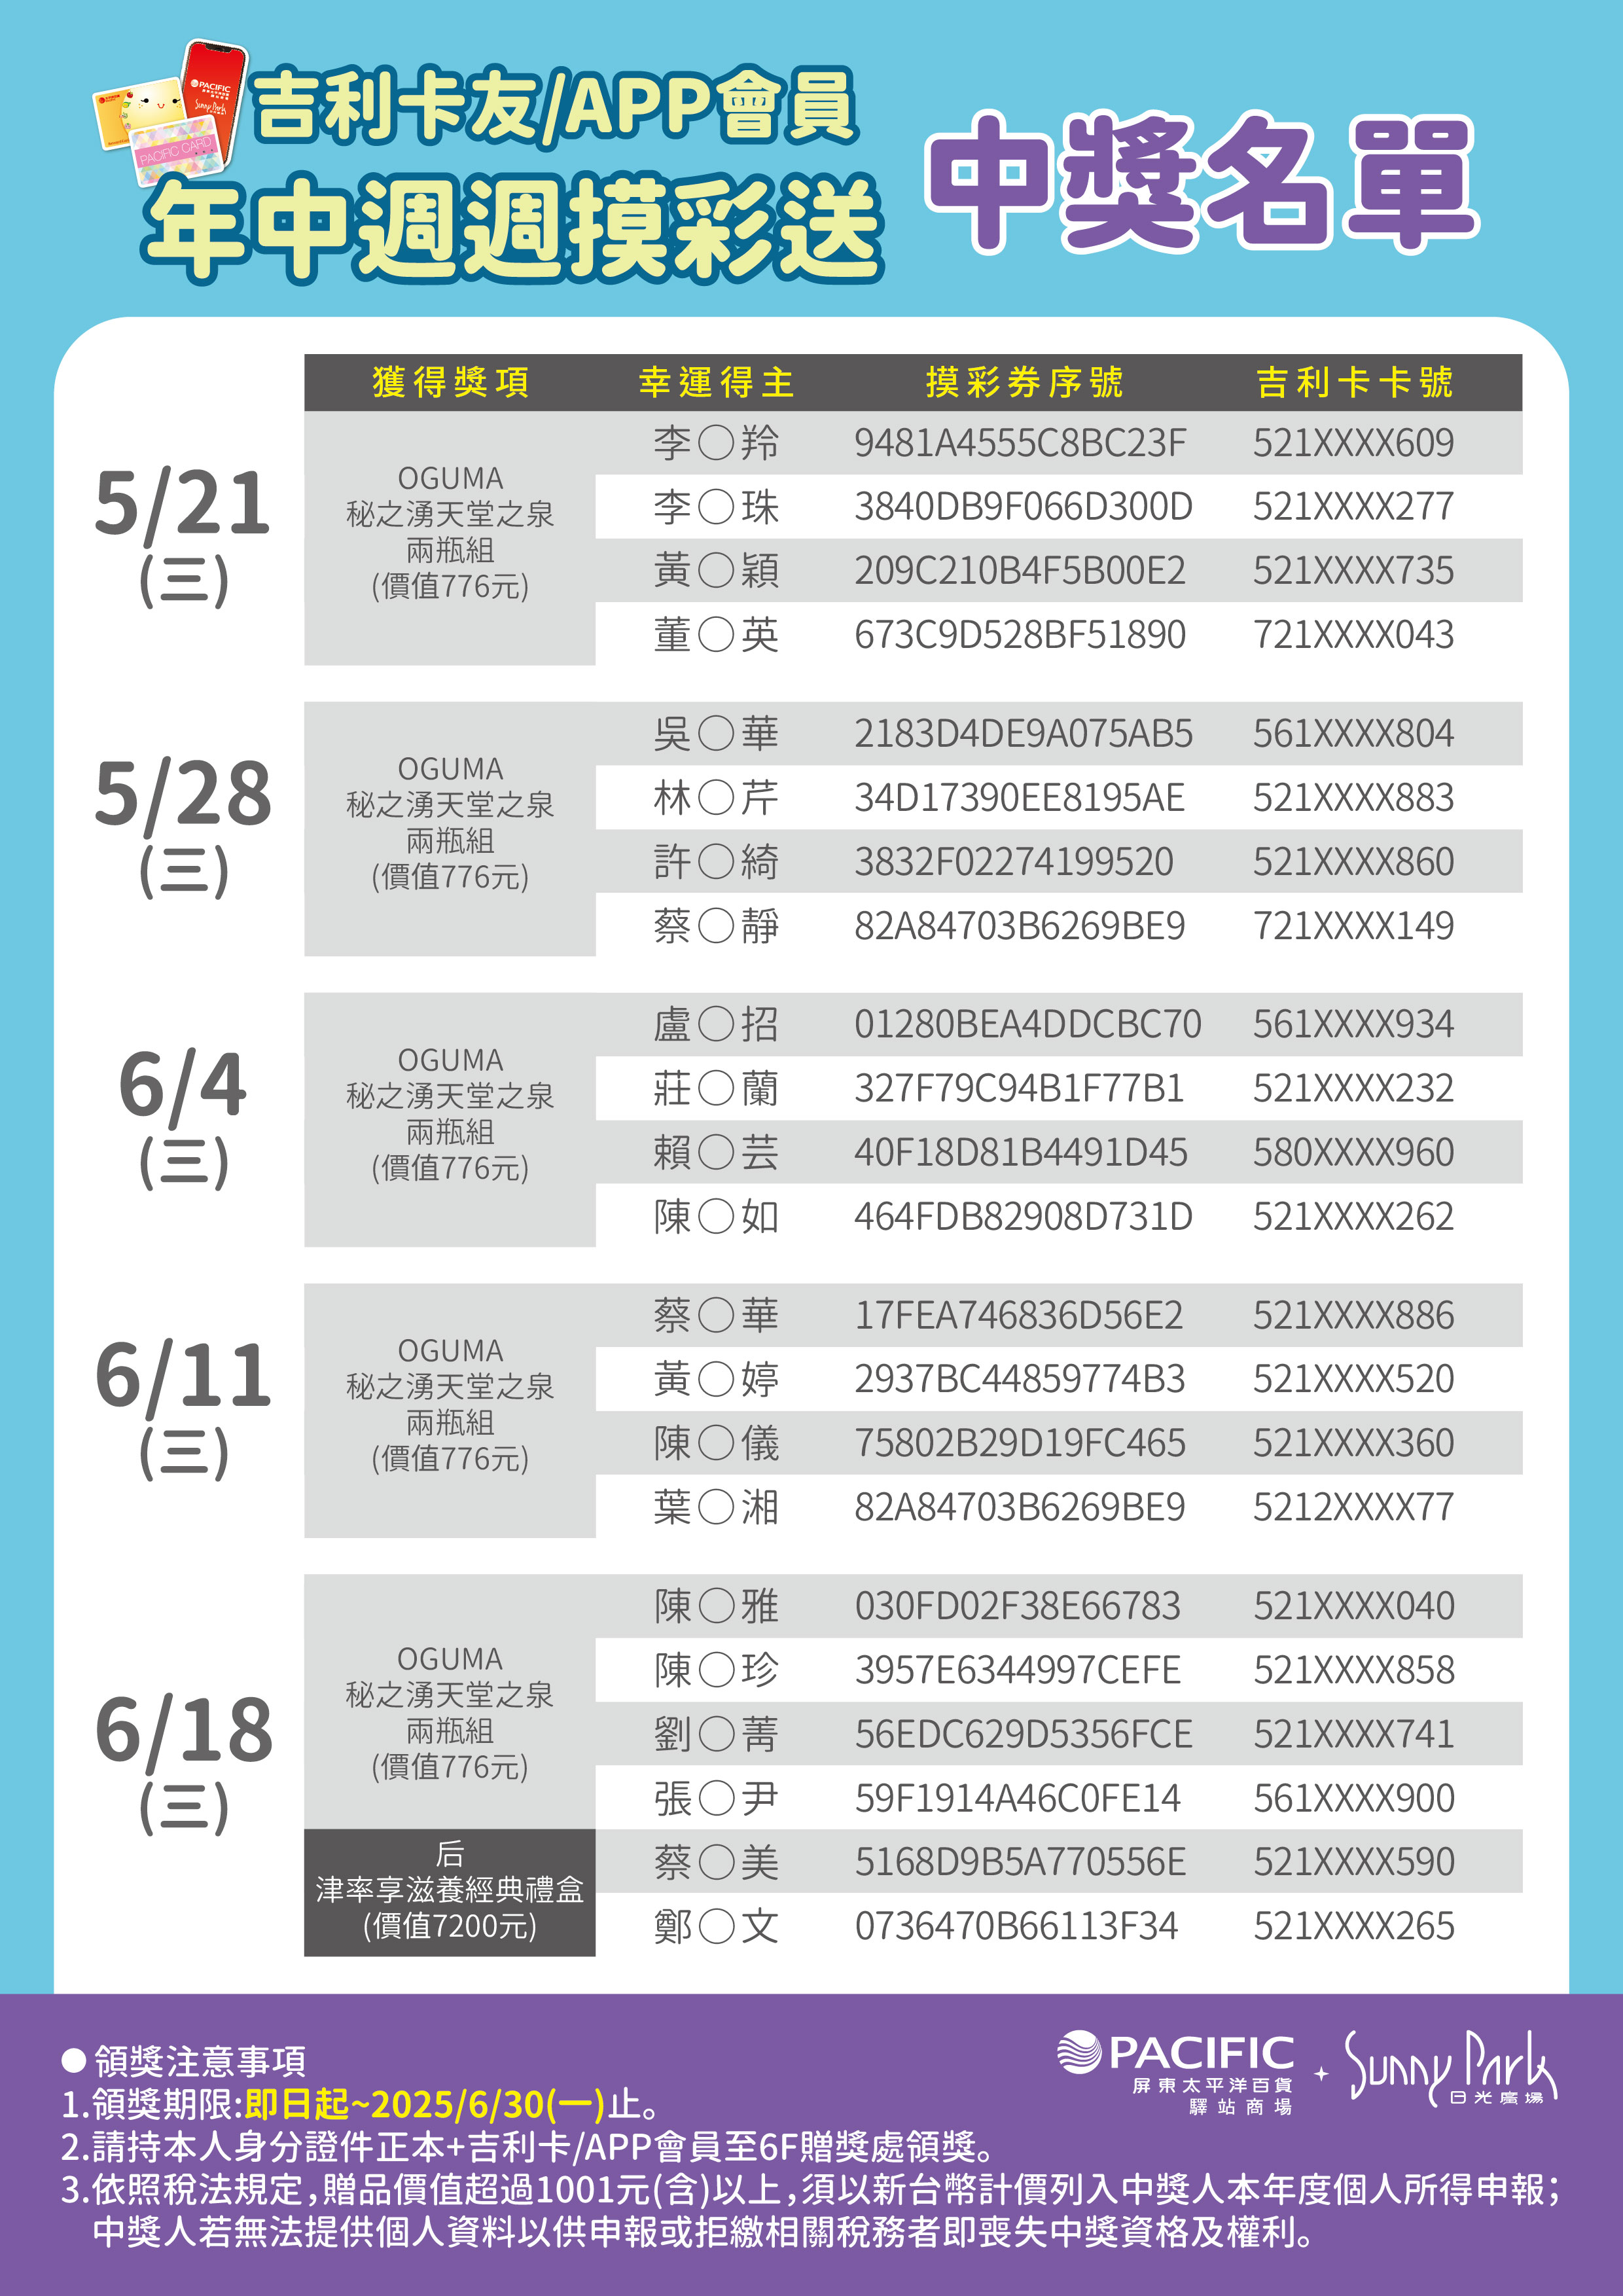 吉利卡友/APP會員
年中週週摸彩送
中獎名單
PACIFIC
Sunny Park
PACIFIC CARD
獲得獎項 幸運得主 摸彩券序號 吉利卡卡號
5/21
(三)
OGUMA
秘之湧天堂之泉
兩瓶組
(價值776元)
李○羚 9481A4555C8BC23F 521XXXX609
李○珠 3840DB9F066D300D 521XXXX277
黃○穎 209C210B4F5B00E2 521XXXX735
董○英 673C9D528BF51890 721XXXX043
5/28
(三)
OGUMA
秘之湧天堂之泉
兩瓶組
(價值776元)
吳○華 2183D4DE9A075AB5 561XXXX804
林○芹 34D17390EE8195AE 521XXXX883
許○綺 3832F02274199520 521XXXX860
蔡○靜 82A84703B6269BE9 721XXXX149
6/4
(三)
OGUMA
秘之湧天堂之泉
兩瓶組
(價值776元)
盧○招 01280BEA4DDCBC70 561XXXX934
莊○蘭 327F79C94B1F77B1 521XXXX232
賴○芸 40F18D81B4491D45 580XXXX960
陳○如 464FDB82908D731D 521XXXX262
6/11
(三)
OGUMA
秘之湧天堂之泉
兩瓶組
(價值776元)
蔡○華 17FEA746836D56E2 521XXXX886
黃○婷 2937BC44859774B3 521XXXX520
陳○儀 75802B29D19FC465 521XXXX360
葉○湘 82A84703B6269BE9 5212XXXX77
6/18
(三)
OGUMA
秘之湧天堂之泉
兩瓶組
(價值776元)
陳○雅 030FD02F38E66783 521XXXX040
陳○珍 3957E6344997CEFE 521XXXX858
劉○菁 56EDC629D5356FCE 521XXXX741
張○尹 59F1914A46C0FE14 561XXXX900
后
津率享滋養經典禮盒
(價值7200元)
蔡○美 5168D9B5A770556E 521XXXX590
鄭○文 0736470B66113F34 521XXXX265
●領獎注意事項
1.領獎期限:即日起~2025/6/30(一)止。
2.請持本人身分證件正本+吉利卡/APP會員至6F贈獎處領獎。
3.依照稅法規定,贈品價值超過1001元(含)以上,須以新台幣計價列入中獎人本年度個人所得申報;
中獎人若無法提供個人資料以供申報或拒繳相關稅務者即喪失中獎資格及權利。
PACIFIC
屏東太平洋百貨
驛站商場
Sunny Park
日光廣場